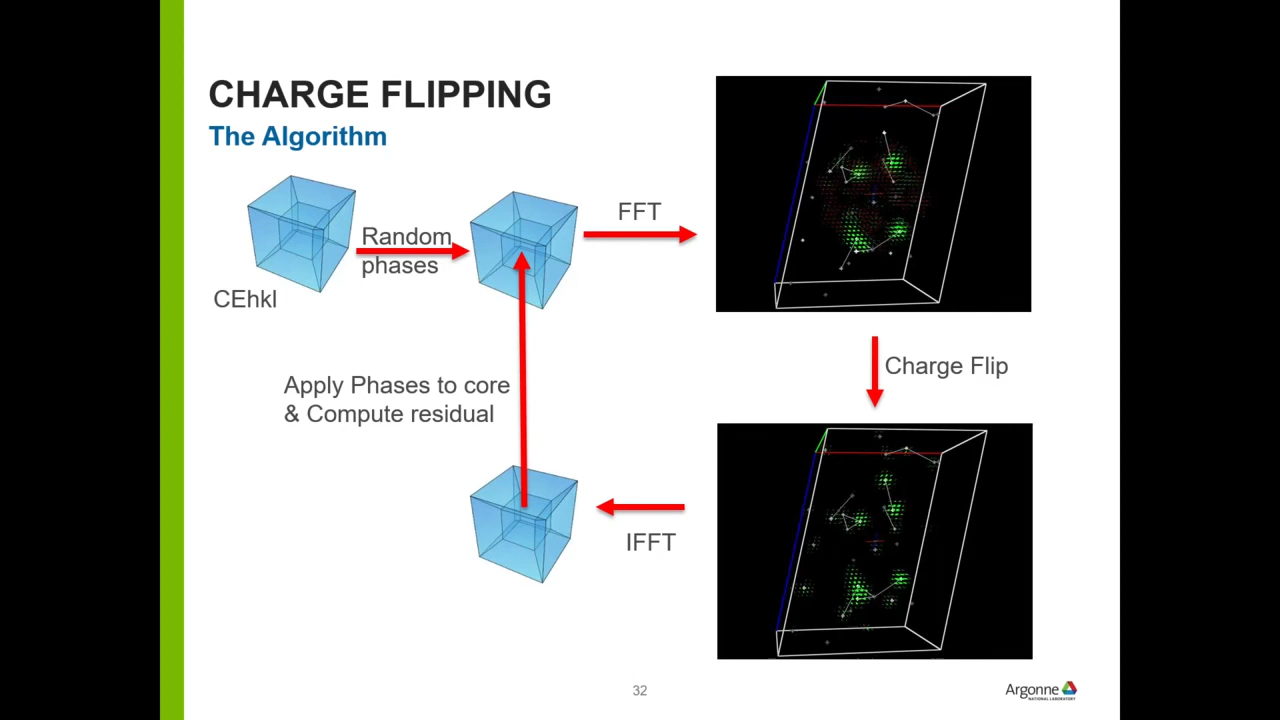 CHARGE FLIPPING
The Algorithm
Random
phases
FFT
CEhkl
Charge Flip
Apply Phases to core
& Compute residual
IFFT
32
Argonne
NATIONAL LABORATORY